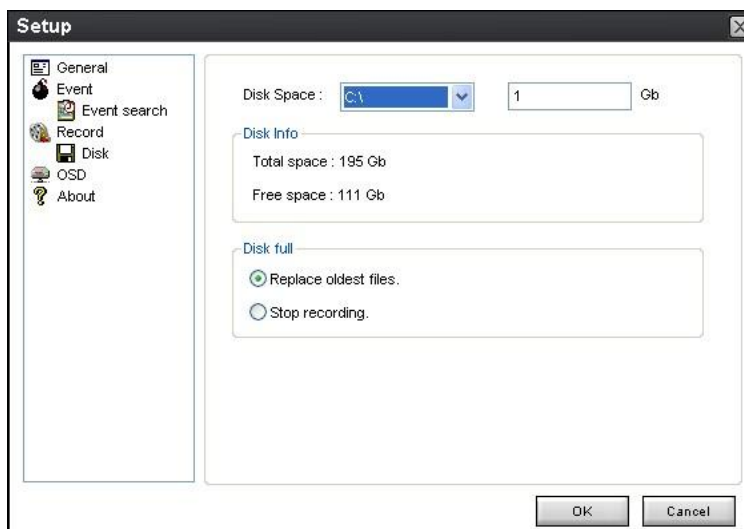 Setup
General
Event
Event search
Record
Disk
OSD
About
Disk Space : C:\ 1 Gb
Disk Info
Total space : 195 Gb
Free space : 111 Gb
Disk full
Replace oldest files.
Stop recording.
OK Cancel